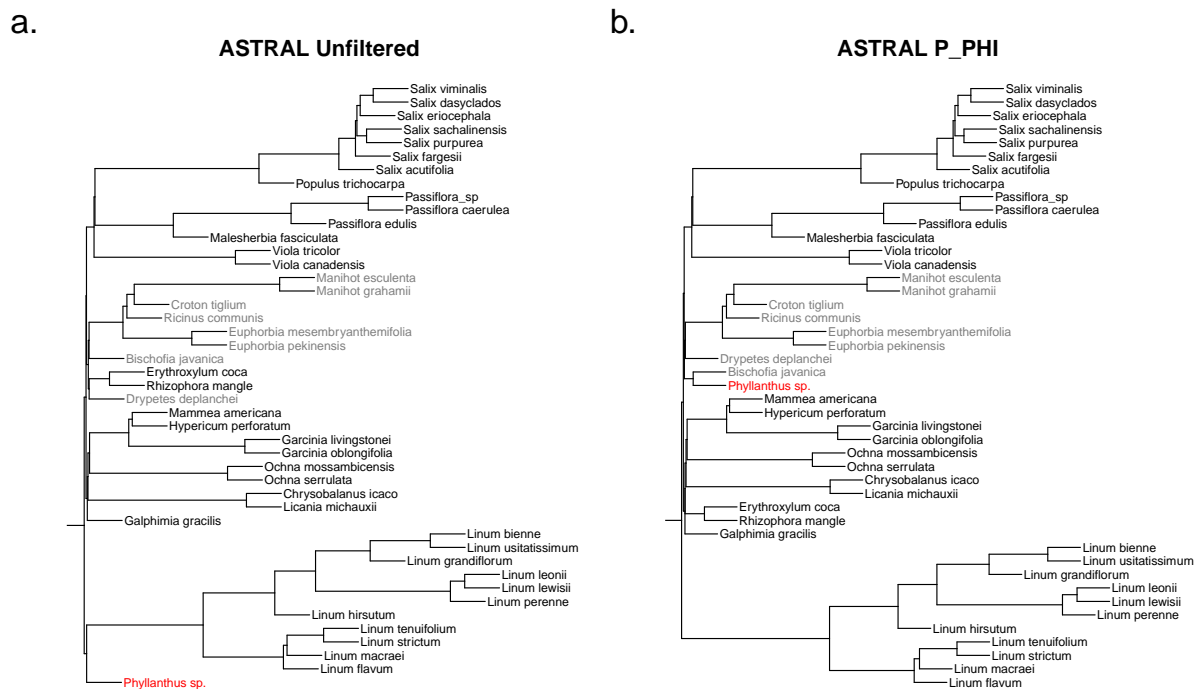 a.
ASTRAL Unfiltered
Salix viminalis
Salix dasyclados
Salix eriocephala
Salix sachalinensis
Salix purpurea
Salix fargesii
Salix acutifolia
Populus trichocarpa
Passiflora_sp
Passiflora caerulea
Passiflora edulis
Malesherbia fasciculata
Viola tricolor
Viola canadensis
Manihot esculenta
Manihot grahamii
Croton tiglium
Ricinus communis
Euphorbia mesembryanthemifolia
Euphorbia pekinensis
Bischofia javanica
Erythroxylum coca
Rhizophora mangle
Drypetes deplanchei
Mammea americana
Hypericum perforatum
Garcinia livingstonei
Garcinia oblongifolia
Ochna mossambicensis
Ochna serrulata
Chrysobalanus icaco
Licania michauxii
Galphimia gracilis
Linum bienne
Linum usitatissimum
Linum grandiflorum
Linum leonii
Linum lewisii
Linum perenne
Linum hirsutum
Linum tenuifolium
Linum strictum
Linum macraei
Linum flavum
Phyllanthus sp.
b.
ASTRAL P_PHI
Salix viminalis
Salix dasyclados
Salix eriocephala
Salix sachalinensis
Salix purpurea
Salix fargesii
Salix acutifolia
Populus trichocarpa
Passiflora_sp
Passiflora caerulea
Passiflora edulis
Malesherbia fasciculata
Viola tricolor
Viola canadensis
Manihot esculenta
Manihot grahamii
Croton tiglium
Ricinus communis
Euphorbia mesembryanthemifolia
Euphorbia pekinensis
Drypetes deplanchei
Bischofia javanica
Phyllanthus sp.
Mammea americana
Hypericum perforatum
Garcinia livingstonei
Garcinia oblongifolia
Ochna mossambicensis
Ochna serrulata
Chrysobalanus icaco
Licania michauxii
Erythroxylum coca
Rhizophora mangle
Galphimia gracilis
Linum bienne
Linum usitatissimum
Linum grandiflorum
Linum leonii
Linum lewisii
Linum perenne
Linum hirsutum
Linum tenuifolium
Linum strictum
Linum macraei
Linum flavum